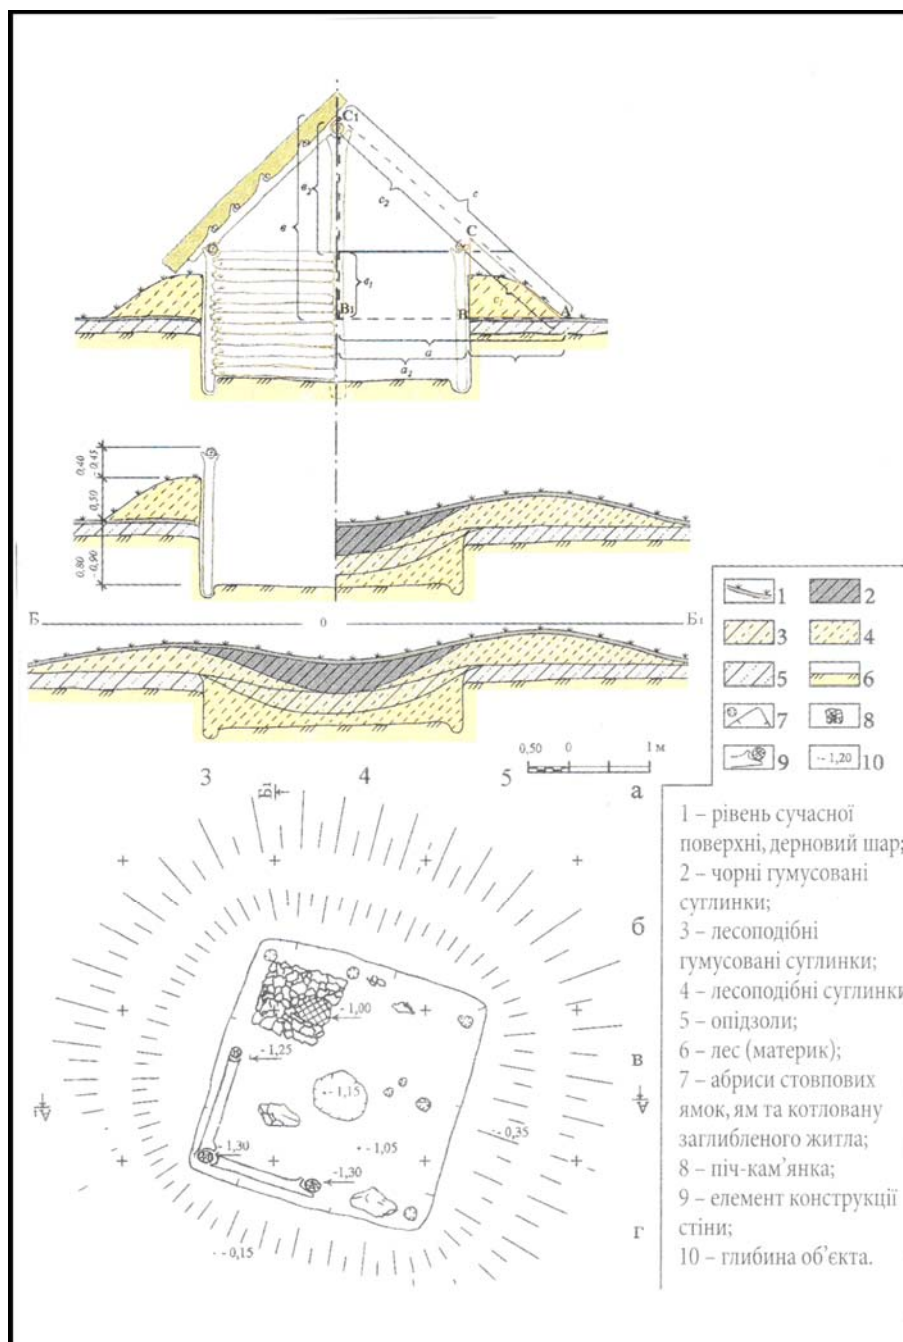 C₁
в
в₂
c₂
c
C
в₁
c₁
B₁
B
A
a
a₂
0,40
- 0,45
0,50
0,80
- 0,90
Б
0
Б₁
0,50 0 1 м
3 4 5
Б₁
а
б
в
г
- 1,00
- 1,25
- 1,15
- 1,30
- 1,05
-1,30
- 0,35
- 0,15
1
2
3
4
5
6
7
8
9
- 1,20
10
1 – рівень сучасної
поверхні, дерновий шар;
2 – чорні гумусовані
суглинки;
3 – лесоподібні
гумусовані суглинки;
4 – лесоподібні суглинки
5 – опідзоли;
6 – лес (материк);
7 – абриси стовпових
ямок, ям та котловану
заглибленого житла;
8 – піч-кам’янка;
9 – елемент конструкції
стіни;
10 – глибина об’єкта.